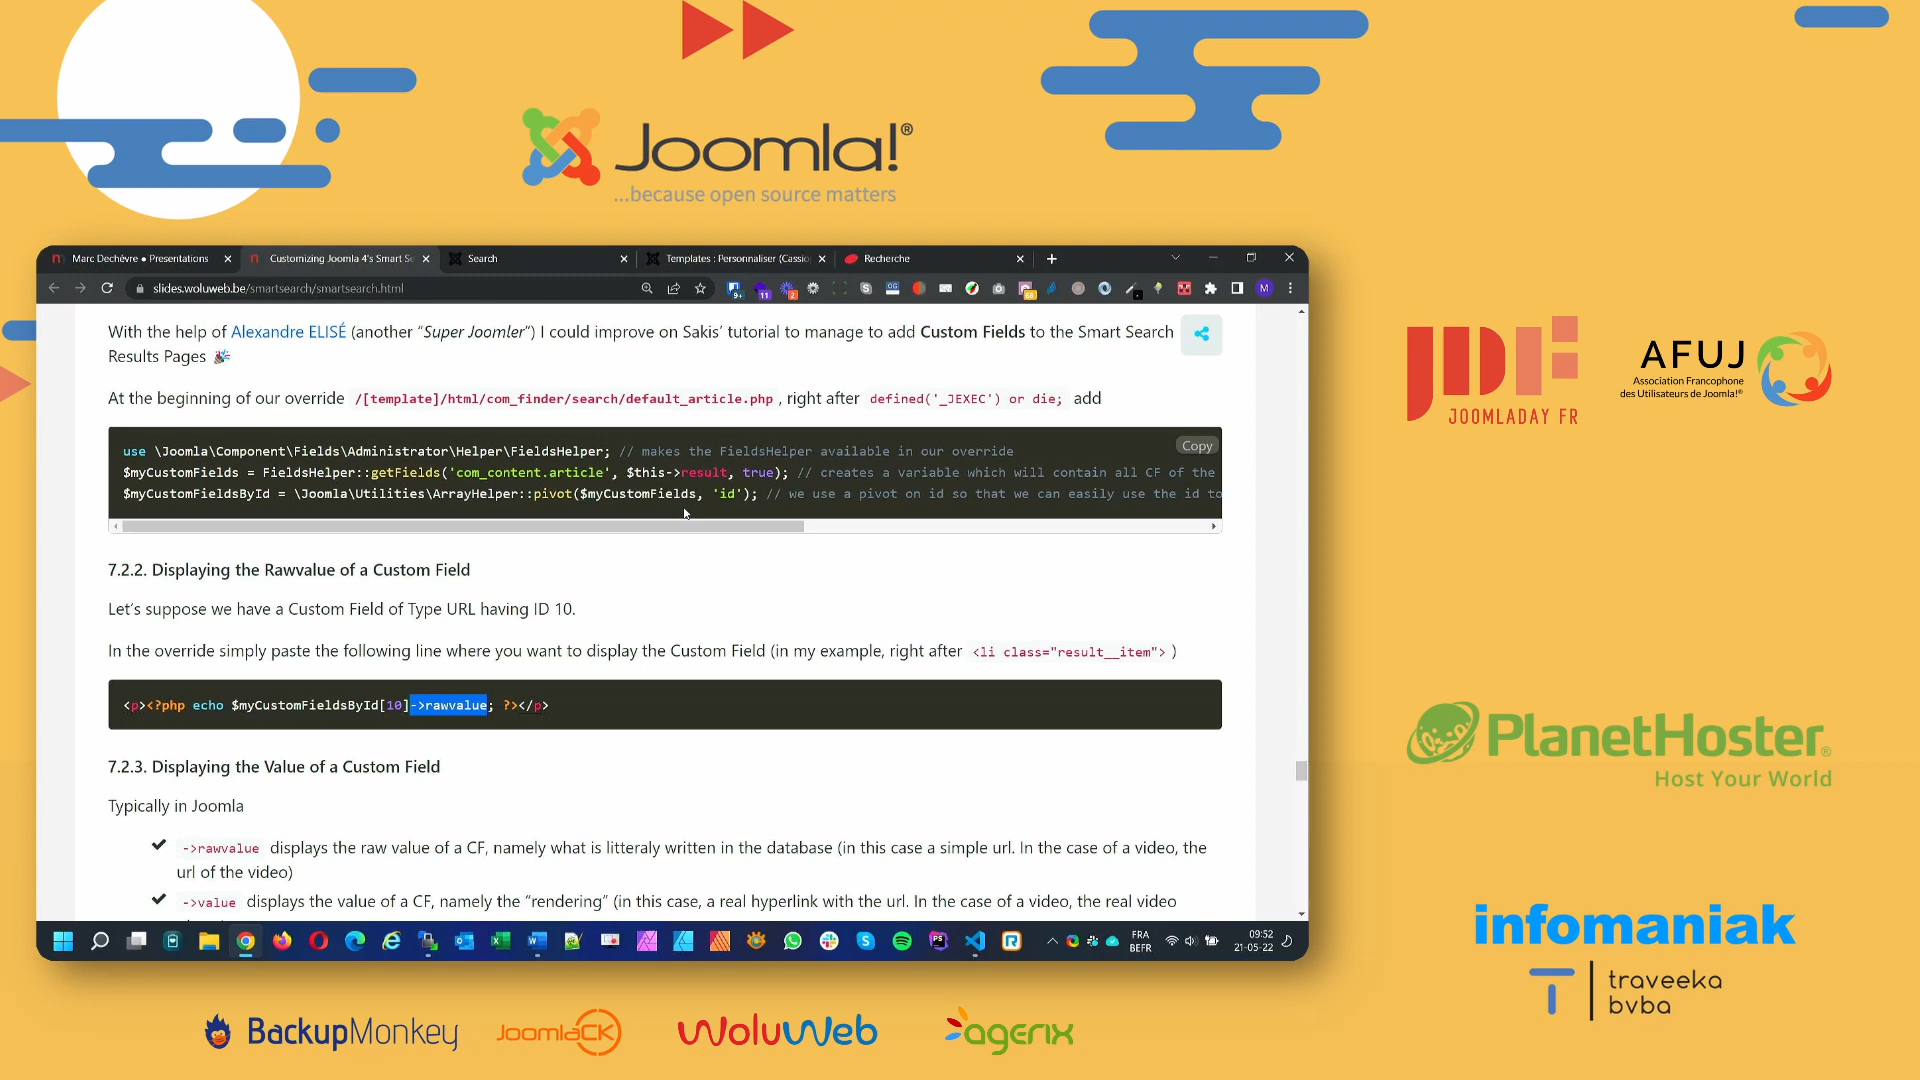 Joomla!®
...because open source matters
Marc Dechèvre • Presentations
Customizing Joomla 4's Smart Se
Search
Templates : Personnaliser (Cassio
Recherche
slides.woluweb.be/smartsearch/smartsearch.html
With the help of Alexandre ELISÉ (another “Super Joomler”) I could improve on Sakis’ tutorial to manage to add Custom Fields to the Smart Search
Results Pages 🎉
At the beginning of our override /[template]/html/com_finder/search/default_article.php , right after defined('_JEXEC') or die; add
Copy
use \Joomla\Component\Fields\Administrator\Helper\FieldsHelper; // makes the FieldsHelper available in our override
$myCustomFields = FieldsHelper::getFields('com_content.article', $this->result, true); // creates a variable which will contain all CF of the
$myCustomFieldsById = \Joomla\Utilities\ArrayHelper::pivot($myCustomFields, 'id'); // we use a pivot on id so that we can easily use the id to
7.2.2. Displaying the Rawvalue of a Custom Field
Let’s suppose we have a Custom Field of Type URL having ID 10.
In the override simply paste the following line where you want to display the Custom Field (in my example, right after <li class="result__item"> )
<p><?php echo $myCustomFieldsById[10]->rawvalue; ?></p>
7.2.3. Displaying the Value of a Custom Field
Typically in Joomla
->rawvalue displays the raw value of a CF, namely what is litteraly written in the database (in this case a simple url. In the case of a video, the
url of the video)
->value displays the value of a CF, namely the “rendering” (in this case, a real hyperlink with the url. In the case of a video, the real video
FRA
BEFR
09:52
21-05-22
JDF
JOOMLADAY FR
AFUJ
Association Francophone
des Utilisateurs de Joomla!®
PlanetHoster®
Host Your World
infomaniak
traveeka
bvba
BackupMonkey
JoomlaCK
WoluWeb
agerix